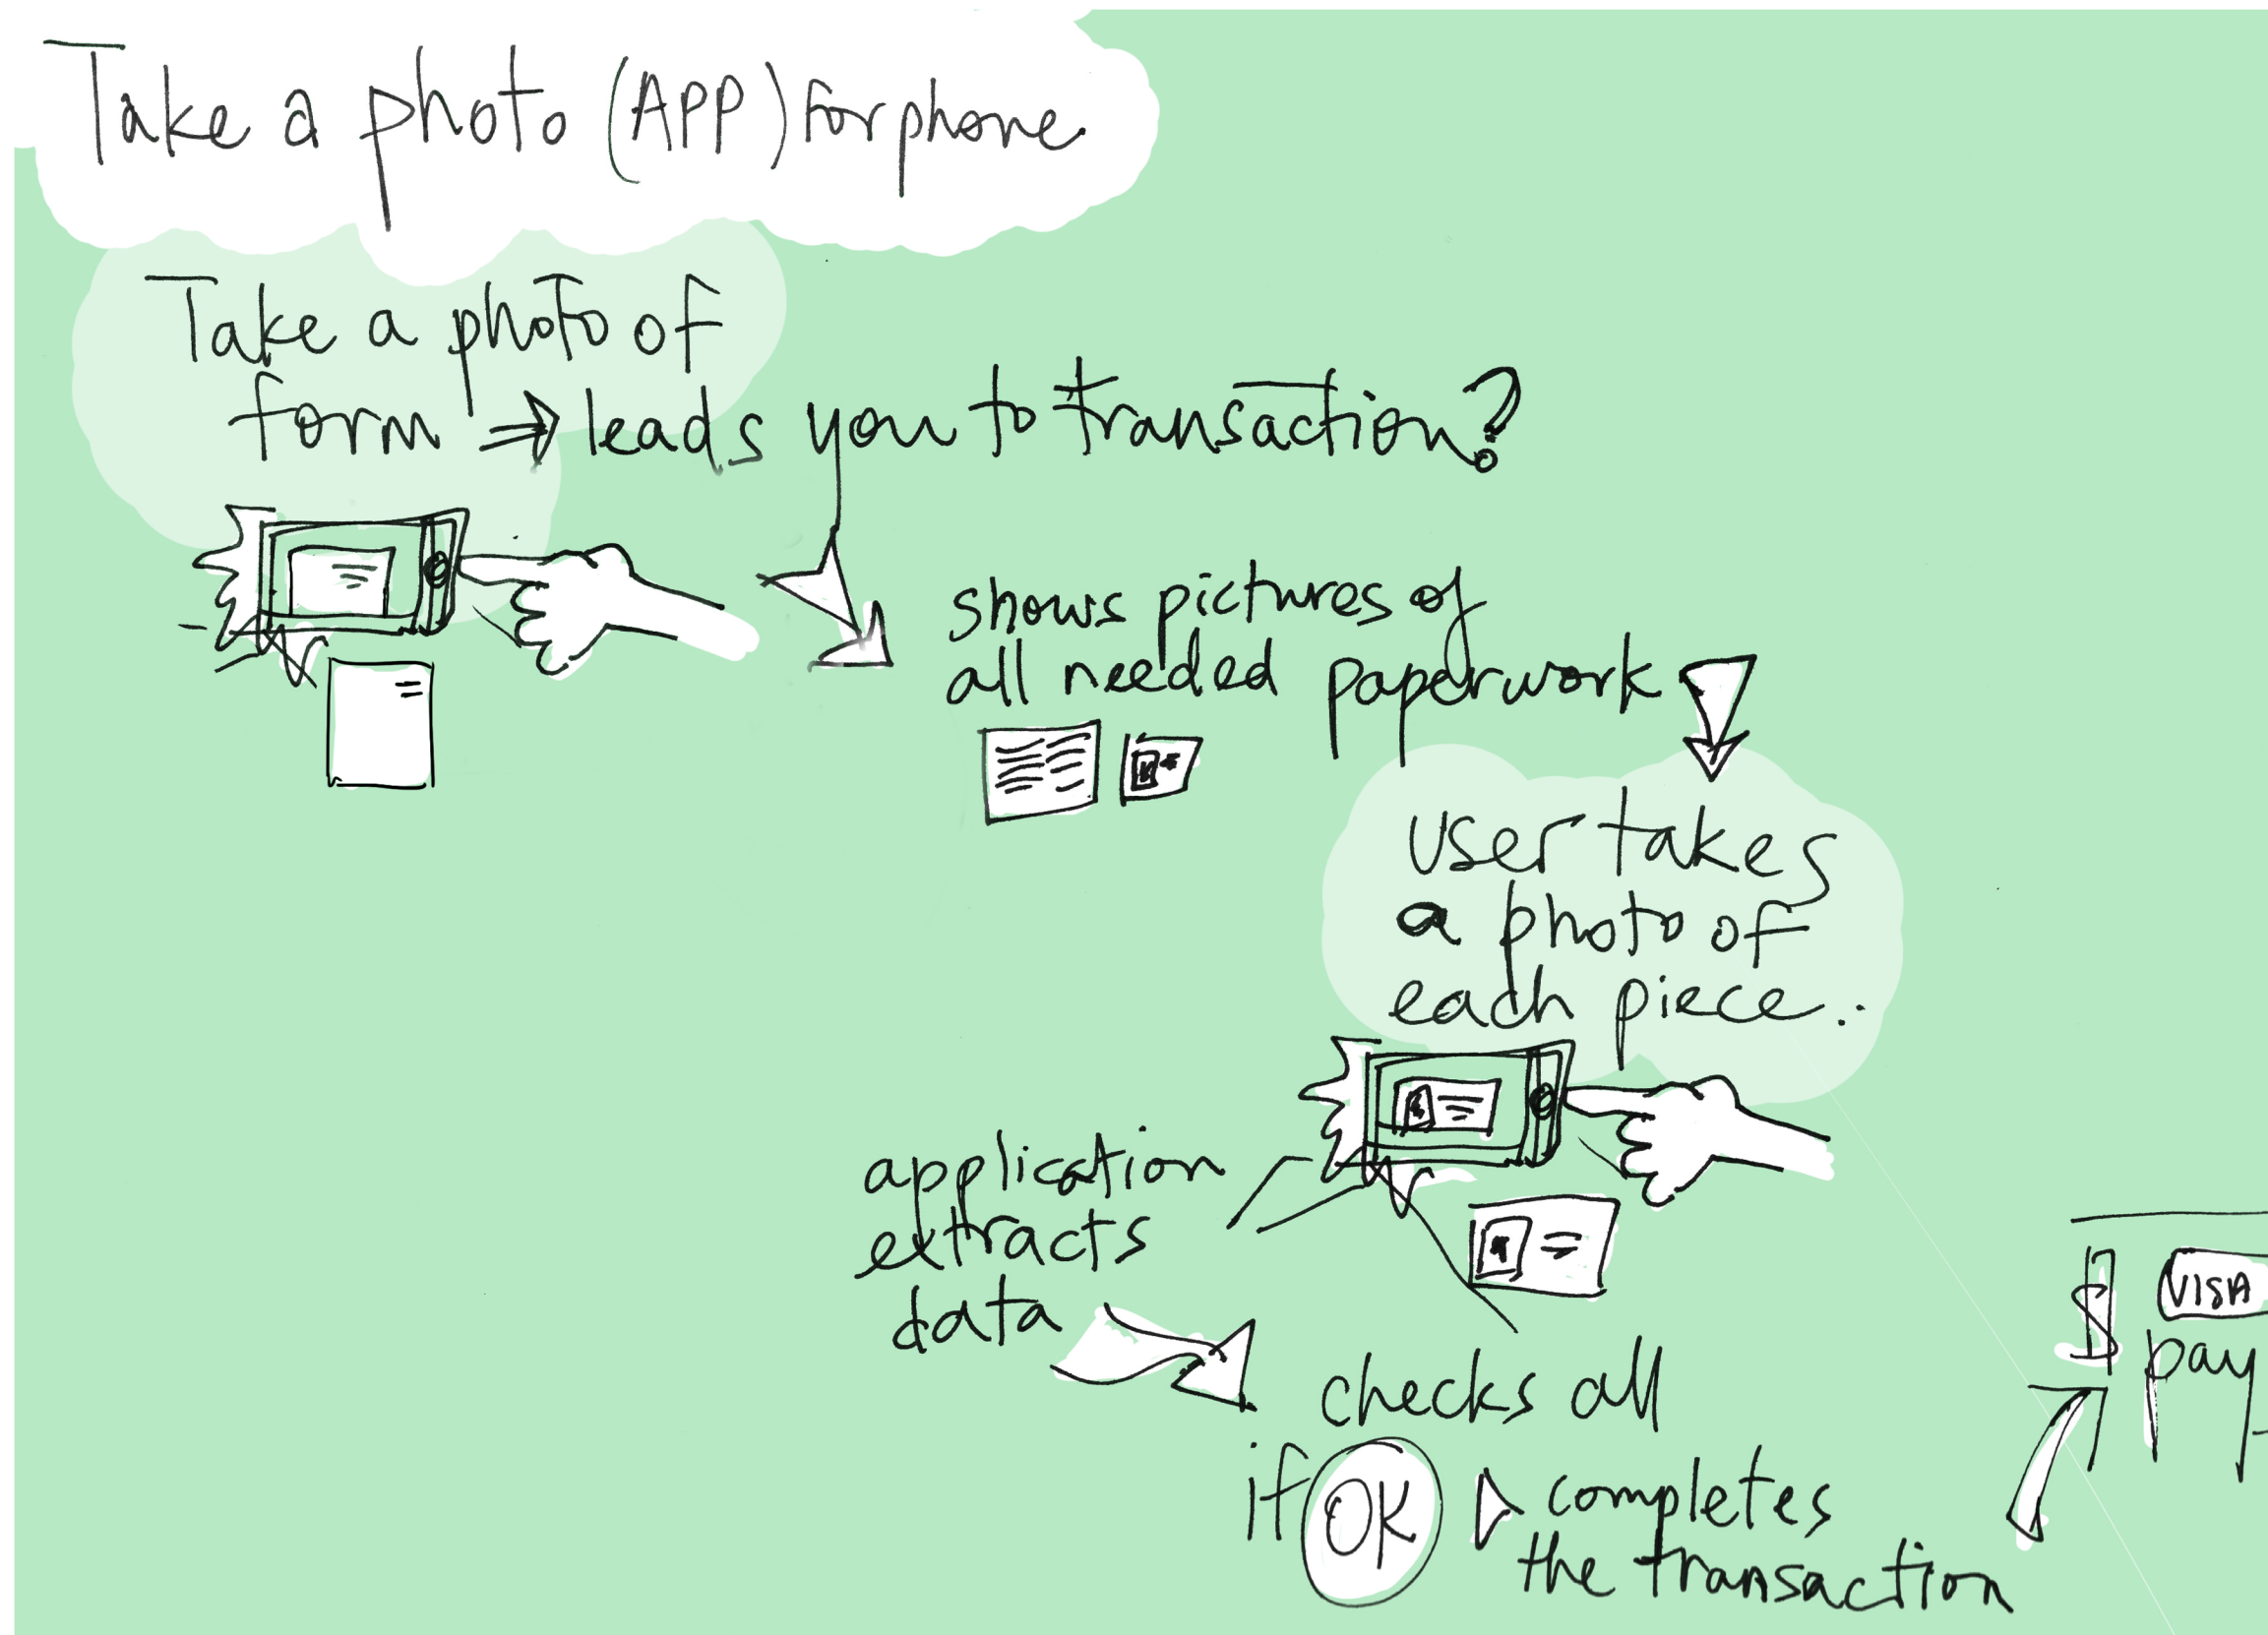 Take a photo (APP) for phone
Take a photo of
form ⇒ leads you to transaction?
shows pictures of
all needed paperwork
user takes
a photo of
each piece..
application
extracts
data
checks all
if OK ▷ completes
the transaction
$ VISA
pay